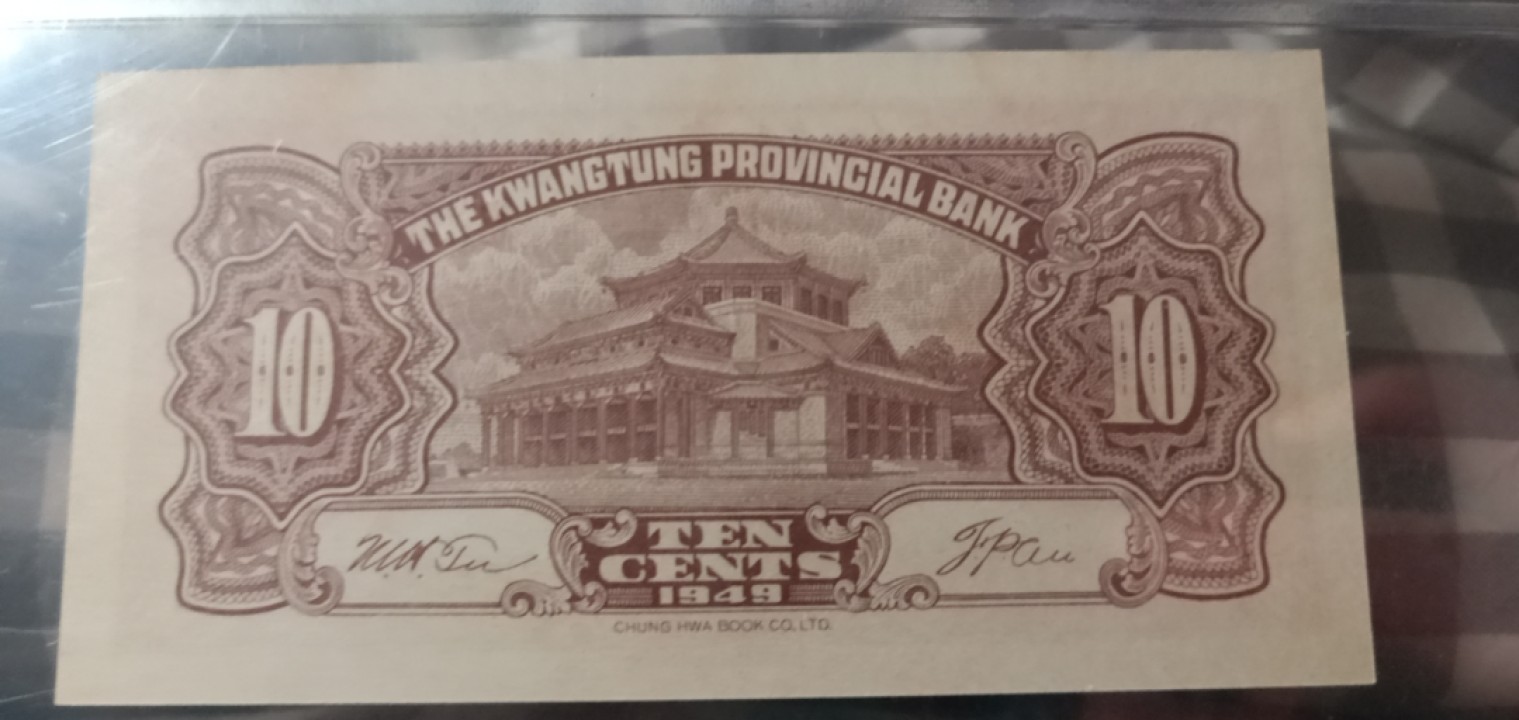 THE KWANGTUNG PROVINCIAL BANK
10
10
TEN
CENTS
1949
CHUNG HWA BOOK CO. LTD.